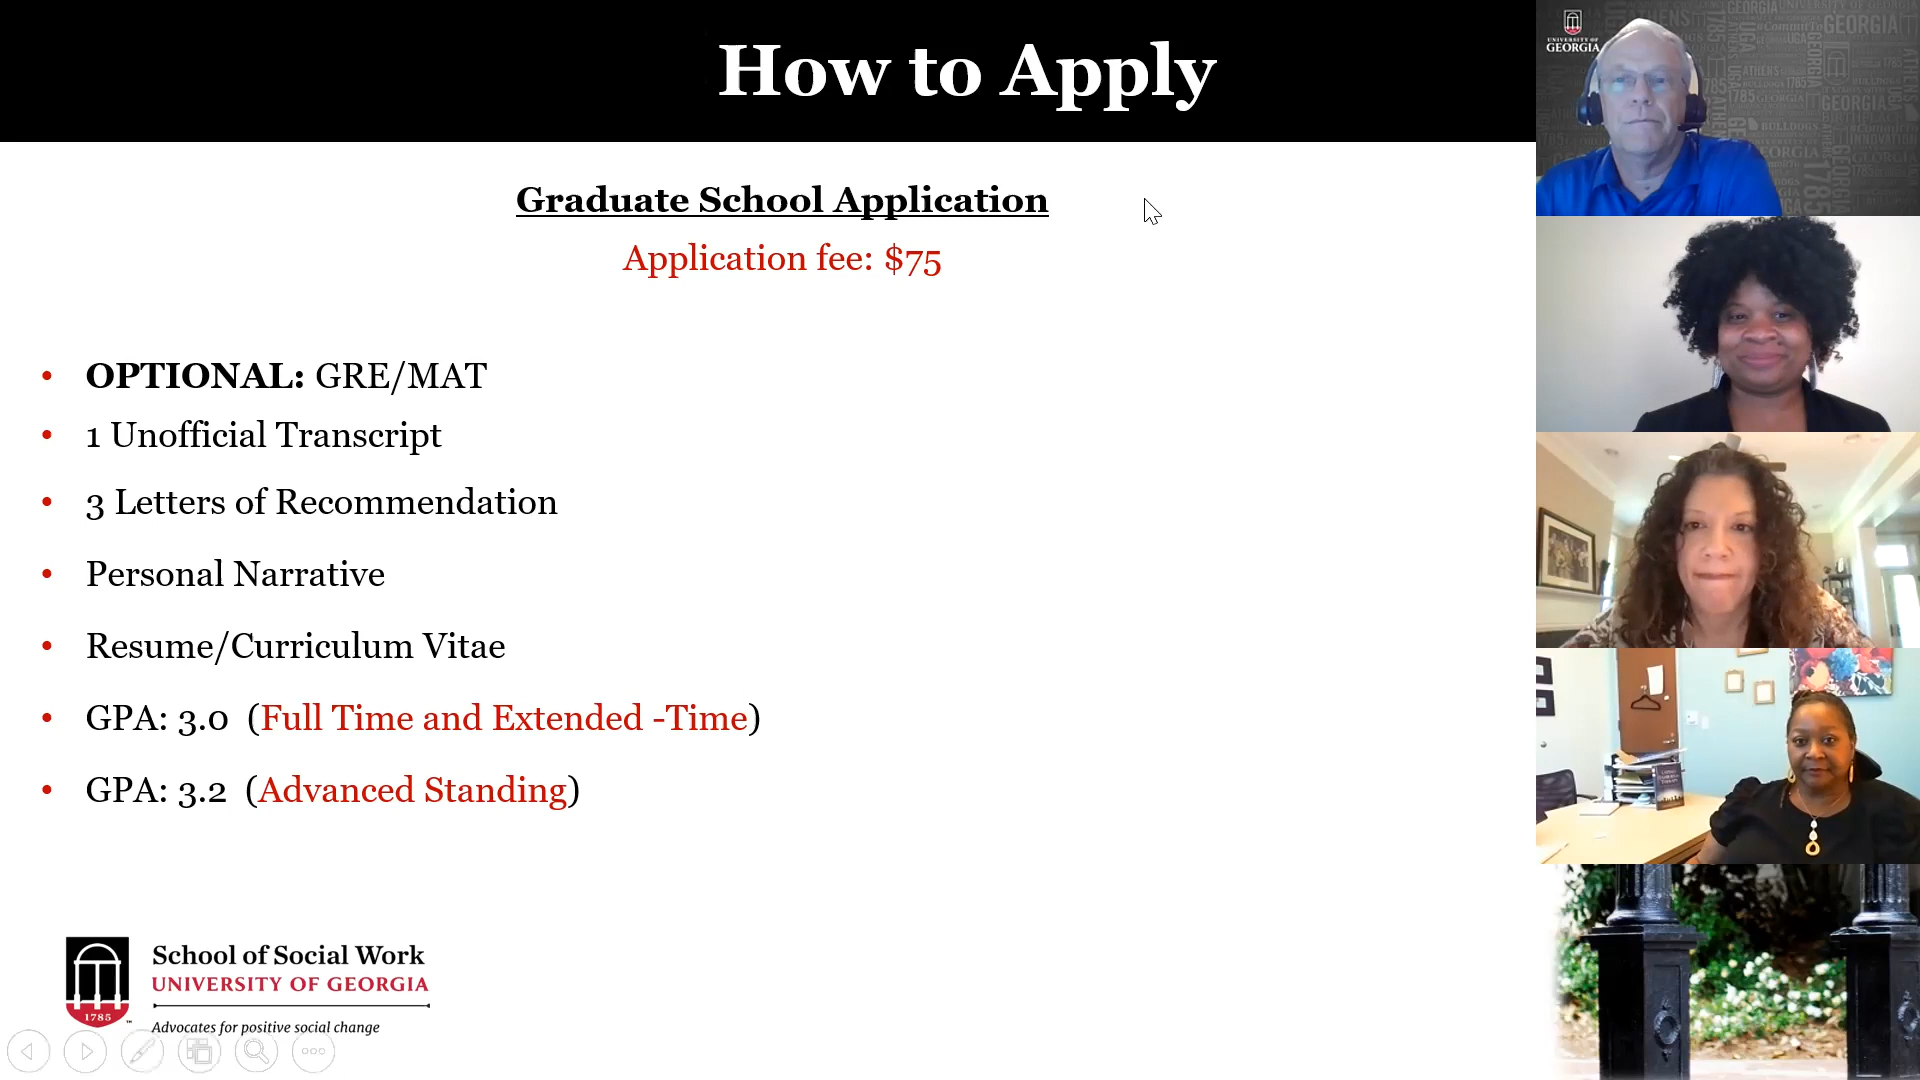 How to Apply
Graduate School Application
Application fee: $75
• OPTIONAL: GRE/MAT
• 1 Unofficial Transcript
• 3 Letters of Recommendation
• Personal Narrative
• Resume/Curriculum Vitae
• GPA: 3.0 (Full Time and Extended -Time)
• GPA: 3.2 (Advanced Standing)
1785
School of Social Work
UNIVERSITY OF GEORGIA
Advocates for positive social change
UNIVERSITY OF
GEORGIA